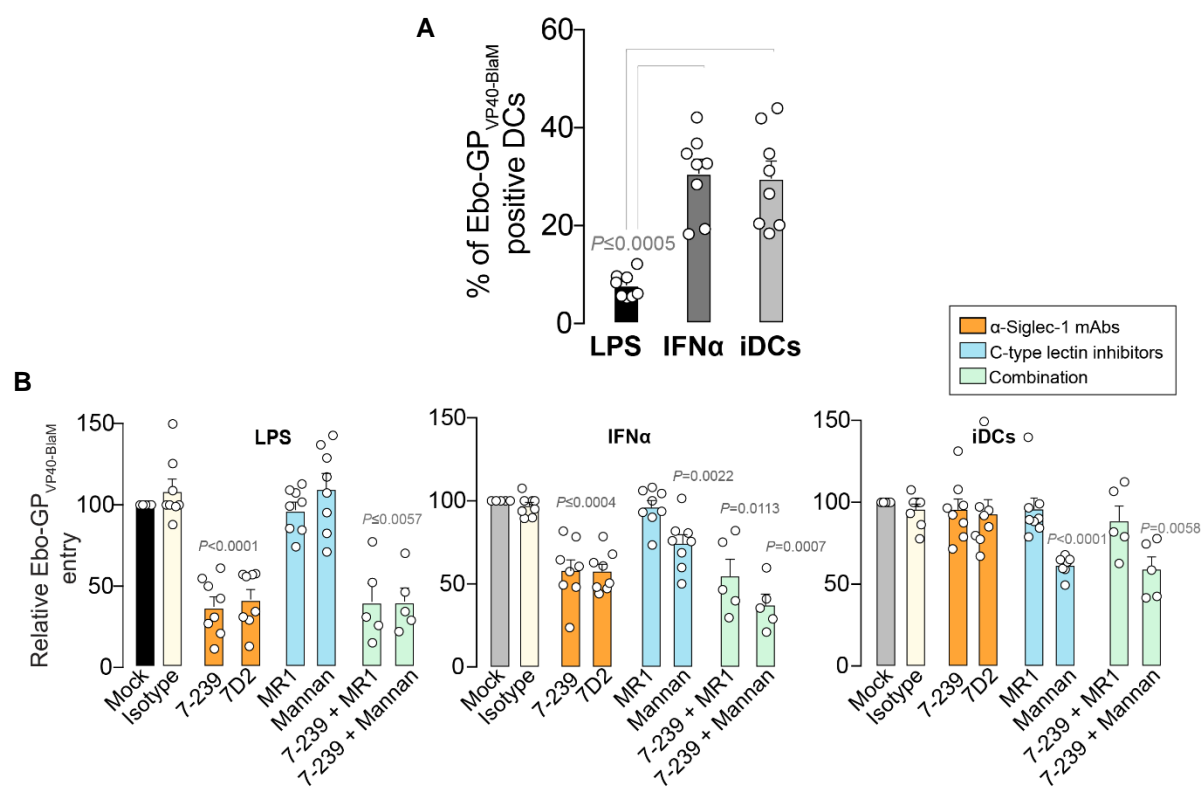 A
60
40
20
0
% of Ebo-GP VP40-BlaM
positive DCs
P≤0.0005
LPS IFNα iDCs
α-Siglec-1 mAbs
C-type lectin inhibitors
Combination
B
Relative Ebo-GP VP40-BlaM
entry
150
100
50
0
LPS
P<0.0001
P≤0.0057
Mock
Isotype
7-239
7D2
MR1
Mannan
7-239 + MR1
7-239 + Mannan
150
100
50
0
IFNα
P≤0.0004
P=0.0022
P=0.0113
P=0.0007
Mock
Isotype
7-239
7D2
MR1
Mannan
7-239 + MR1
7-239 + Mannan
150
100
50
0
iDCs
P<0.0001
P=0.0058
Mock
Isotype
7-239
7D2
MR1
Mannan
7-239 + MR1
7-239 + Mannan